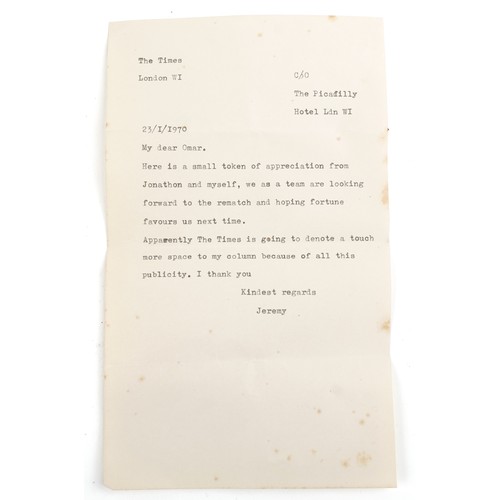 The Times
London WI
C/O
The Picafilly
Hotel Ldn WI
23/I/1970
My dear Omar.
Here is a small token of appreciation from
Jonathon and myself, we as a team are looking
forward to the rematch and hoping fortune
favours us next time.
Apparently The Times is going to denote a touch
more space to my column because of all this
publicity. I thank you
Kindest regards
Jeremy